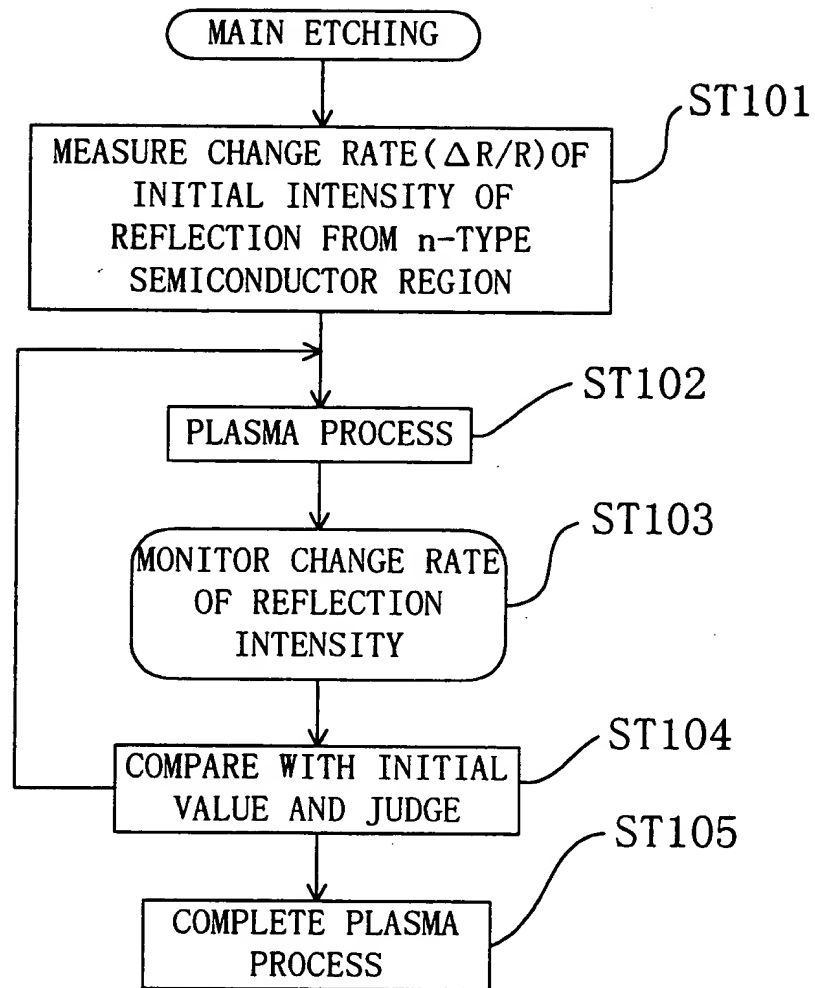 MAIN ETCHING
ST101
MEASURE CHANGE RATE(ΔR/R)OF
INITIAL INTENSITY OF
REFLECTION FROM n-TYPE
SEMICONDUCTOR REGION
ST102
PLASMA PROCESS
ST103
MONITOR CHANGE RATE
OF REFLECTION
INTENSITY
ST104
COMPARE WITH INITIAL
VALUE AND JUDGE
ST105
COMPLETE PLASMA
PROCESS